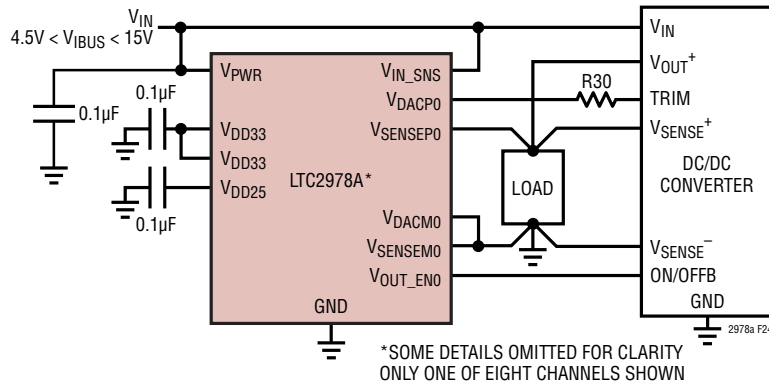 V_IN
4.5V < V_IBUS < 15V
0.1µF
0.1µF
0.1µF
V_PWR
V_DD33
V_DD33
V_DD25
LTC2978A*
V_IN_SNS
V_DACP0
V_SENSEP0
V_DACM0
V_SENSEM0
V_OUT_EN0
GND
R30
LOAD
V_IN
V_OUT+
TRIM
V_SENSE+
DC/DC
CONVERTER
V_SENSE–
ON/OFFB
GND
2978a F24
*SOME DETAILS OMITTED FOR CLARITY
ONLY ONE OF EIGHT CHANNELS SHOWN